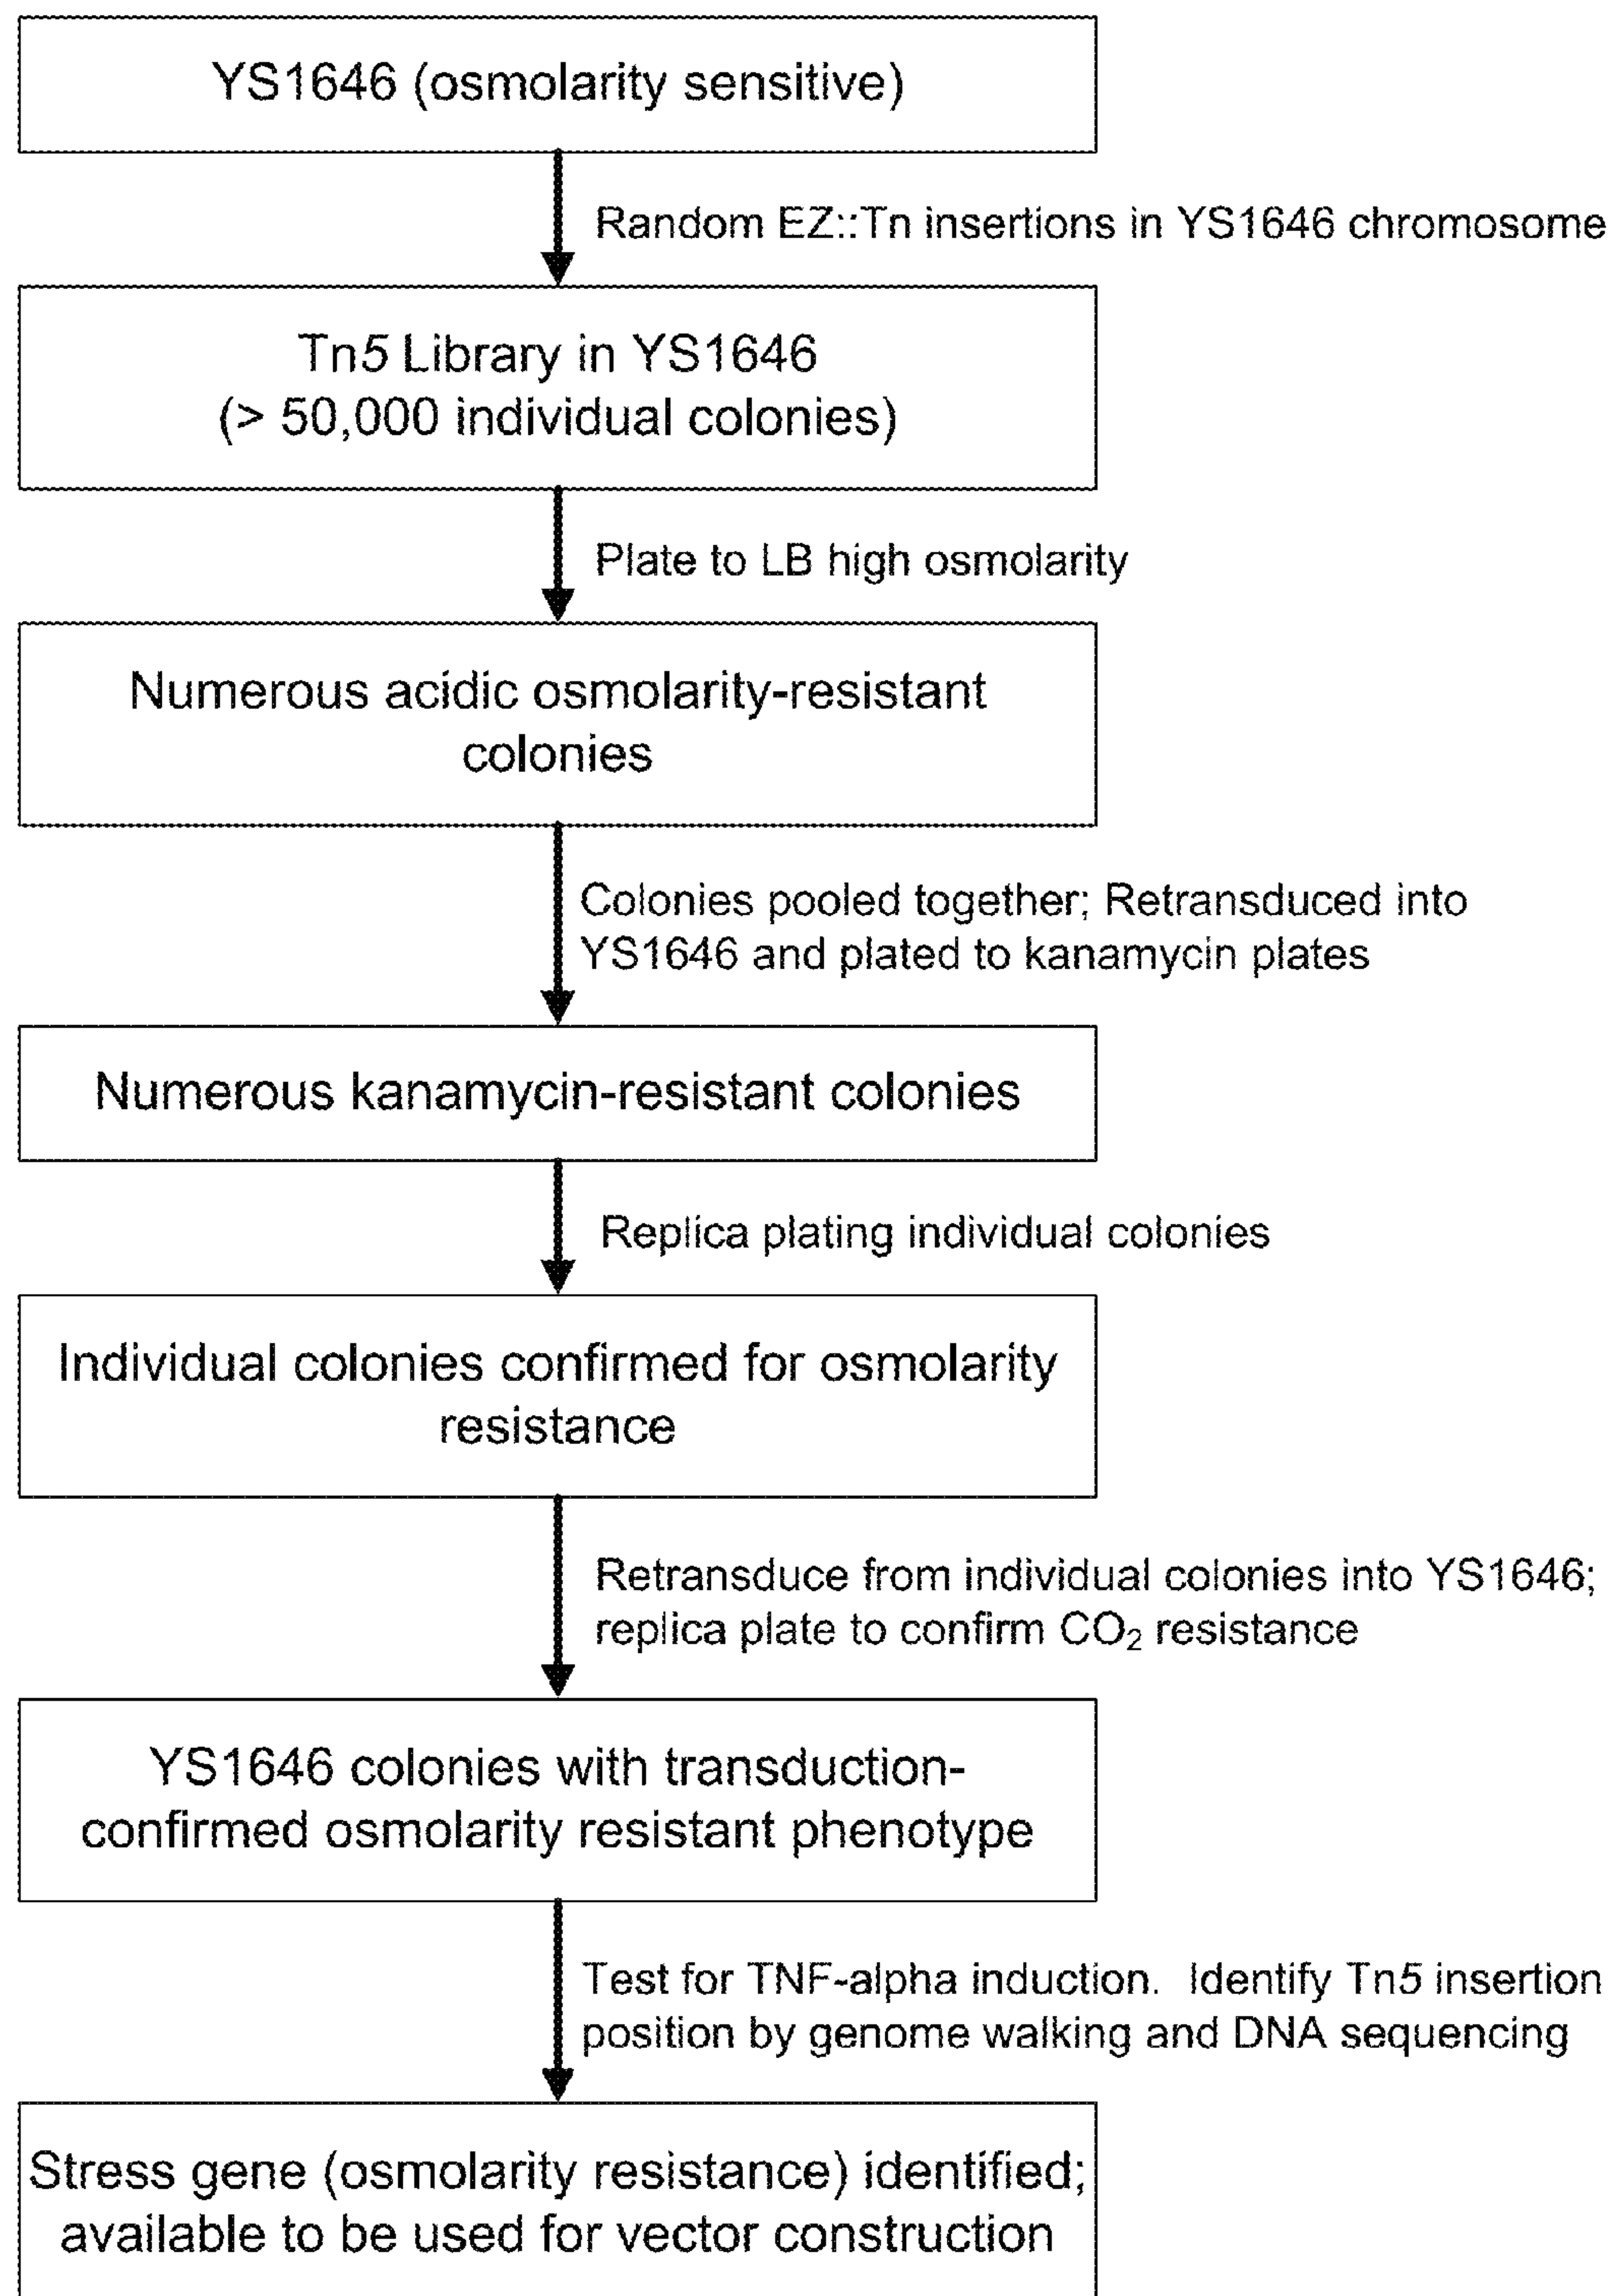 YS1646 (osmolarity sensitive)
Random EZ::Tn insertions in YS1646 chromosome
Tn5 Library in YS1646
(> 50,000 individual colonies)
Plate to LB high osmolarity
Numerous acidic osmolarity-resistant
colonies
Colonies pooled together; Retransduced into
YS1646 and plated to kanamycin plates
Numerous kanamycin-resistant colonies
Replica plating individual colonies
Individual colonies confirmed for osmolarity
resistance
Retransduce from individual colonies into YS1646;
replica plate to confirm CO₂ resistance
YS1646 colonies with transduction-
confirmed osmolarity resistant phenotype
Test for TNF-alpha induction.  Identify Tn5 insertion
position by genome walking and DNA sequencing
Stress gene (osmolarity resistance) identified;
available to be used for vector construction